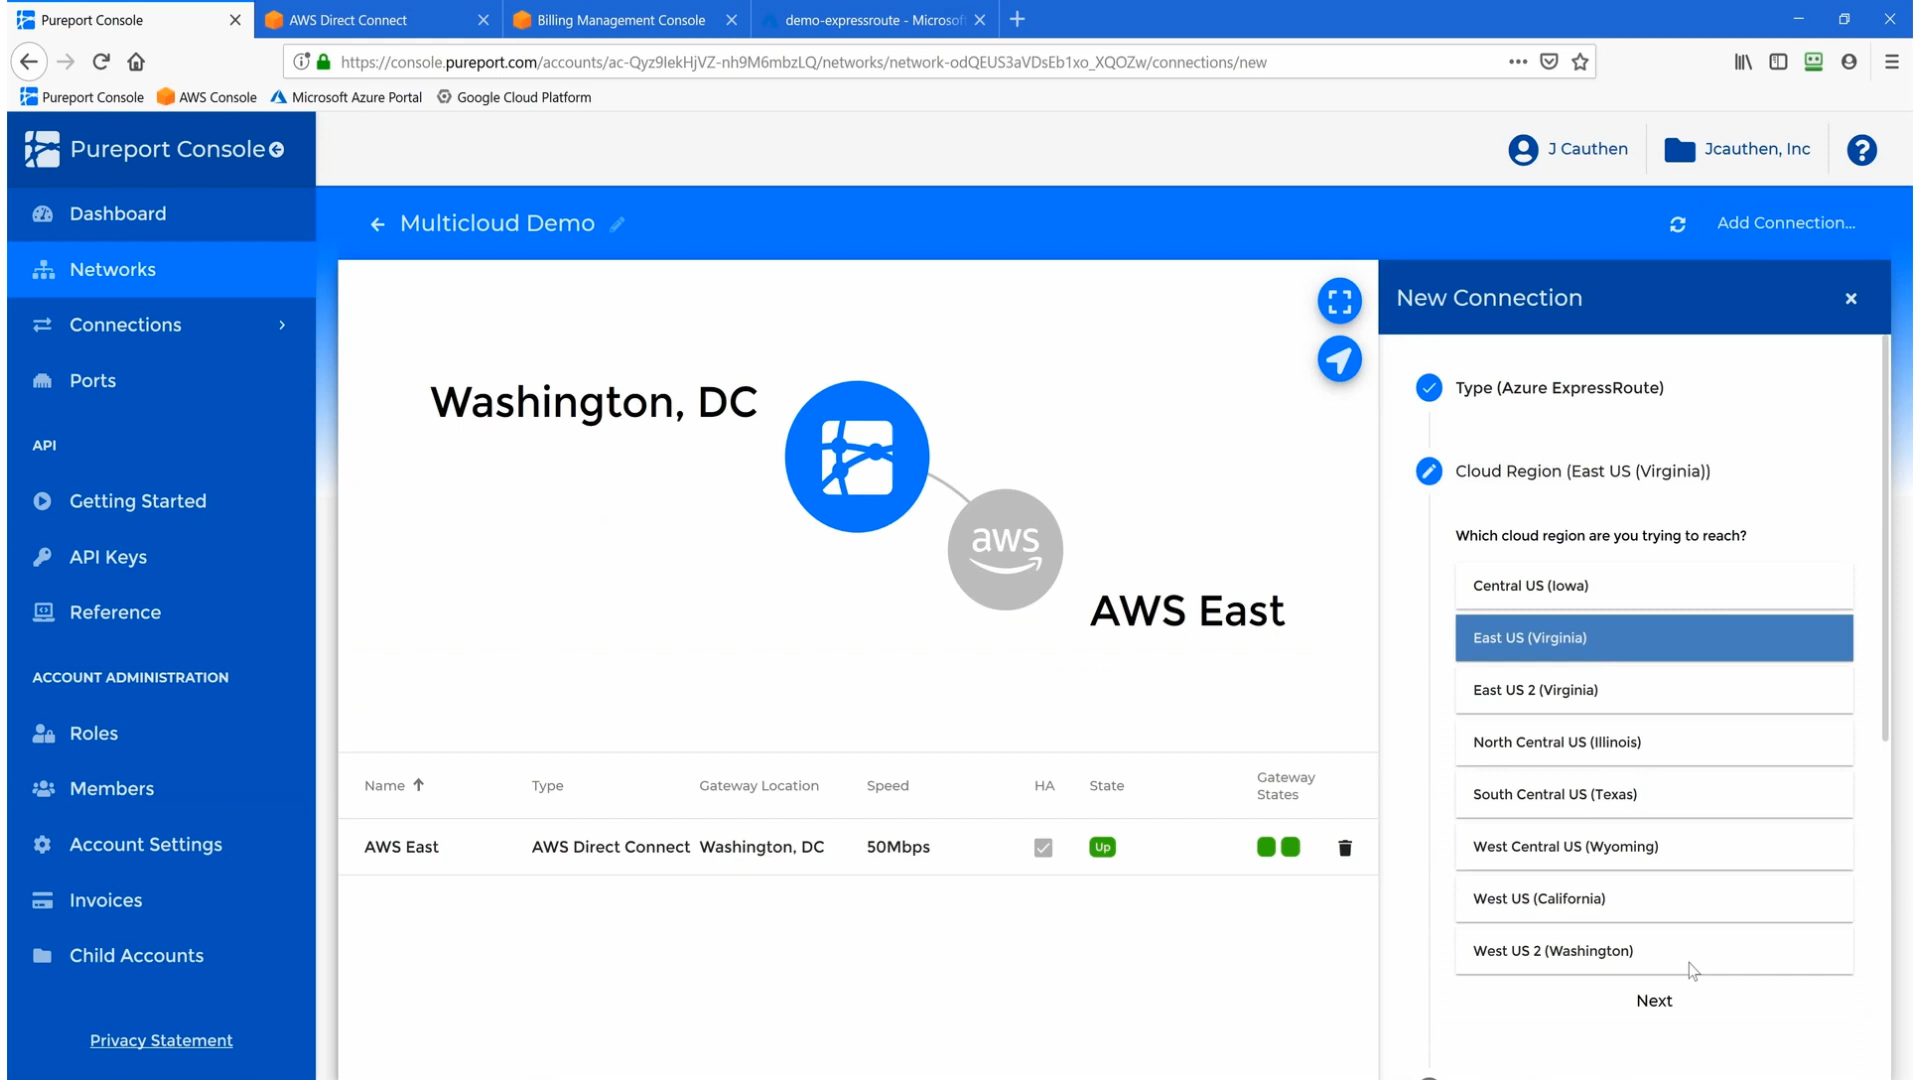 Pureport Console
AWS Direct Connect
Billing Management Console
demo-expressroute - Microsof
https://console.pureport.com/accounts/ac-Qyz9lekHjVZ-nh9M6mbzLQ/networks/network-odQEUS3aVDsEb1xo_XQOZw/connections/new
Pureport Console
AWS Console
Microsoft Azure Portal
Google Cloud Platform
Pureport Console
J Cauthen
Jcauthen, Inc
?
Dashboard
Networks
Connections
Ports
API
Getting Started
API Keys
Reference
ACCOUNT ADMINISTRATION
Roles
Members
Account Settings
Invoices
Child Accounts
Privacy Statement
Multicloud Demo
Add Connection...
Washington, DC
aws
AWS East
Name Type Gateway Location Speed HA State Gateway States
AWS East AWS Direct Connect Washington, DC 50Mbps Up
New Connection
Type (Azure ExpressRoute)
Cloud Region (East US (Virginia))
Which cloud region are you trying to reach?
Central US (Iowa)
East US (Virginia)
East US 2 (Virginia)
North Central US (Illinois)
South Central US (Texas)
West Central US (Wyoming)
West US (California)
West US 2 (Washington)
Next